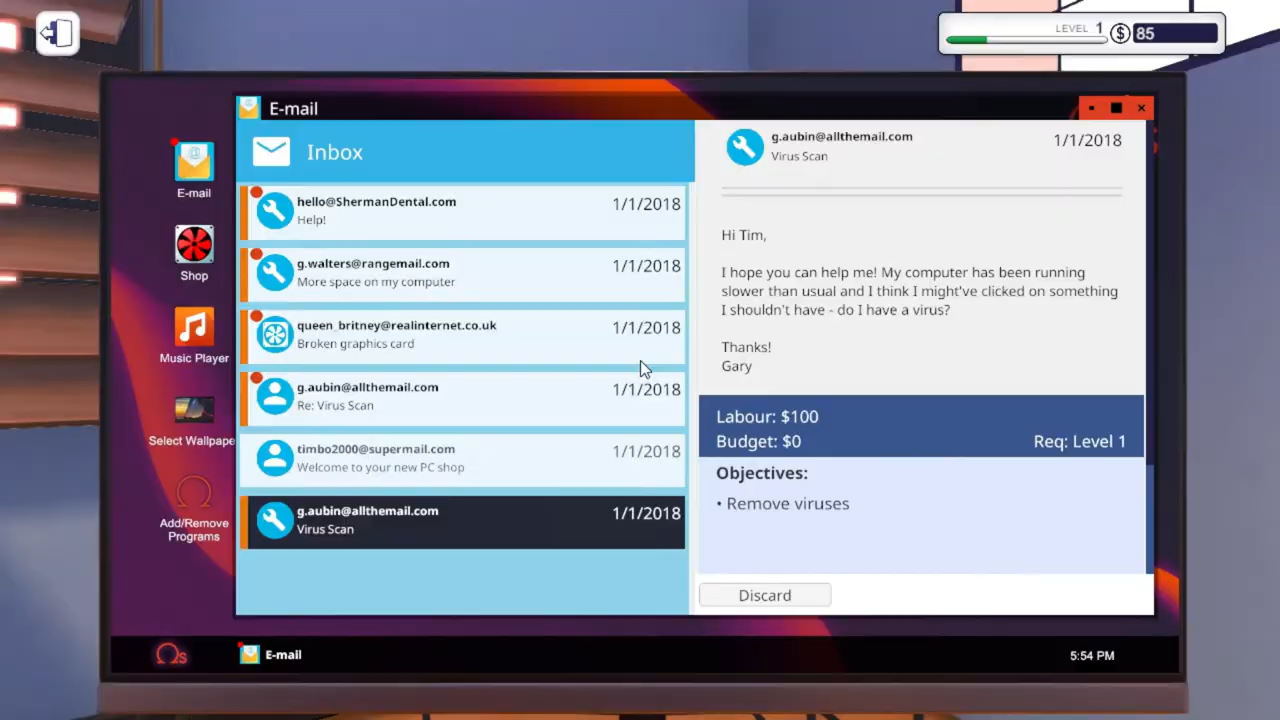 LEVEL 1
$ 85
E-mail
E-mail
Shop
Music Player
Select Wallpape
Add/Remove
Programs
Inbox
hello@ShermanDental.com
Help!
1/1/2018
g.walters@rangemail.com
More space on my computer
1/1/2018
queen_britney@realinternet.co.uk
Broken graphics card
1/1/2018
g.aubin@allthemail.com
Re: Virus Scan
1/1/2018
timbo2000@supermail.com
Welcome to your new PC shop
1/1/2018
g.aubin@allthemail.com
Virus Scan
1/1/2018
g.aubin@allthemail.com
Virus Scan
1/1/2018
Hi Tim,
I hope you can help me! My computer has been running
slower than usual and I think I might've clicked on something
I shouldn't have - do I have a virus?
Thanks!
Gary
Labour: $100
Budget: $0
Req: Level 1
Objectives:
• Remove viruses
Discard
Ωs
E-mail
5:54 PM